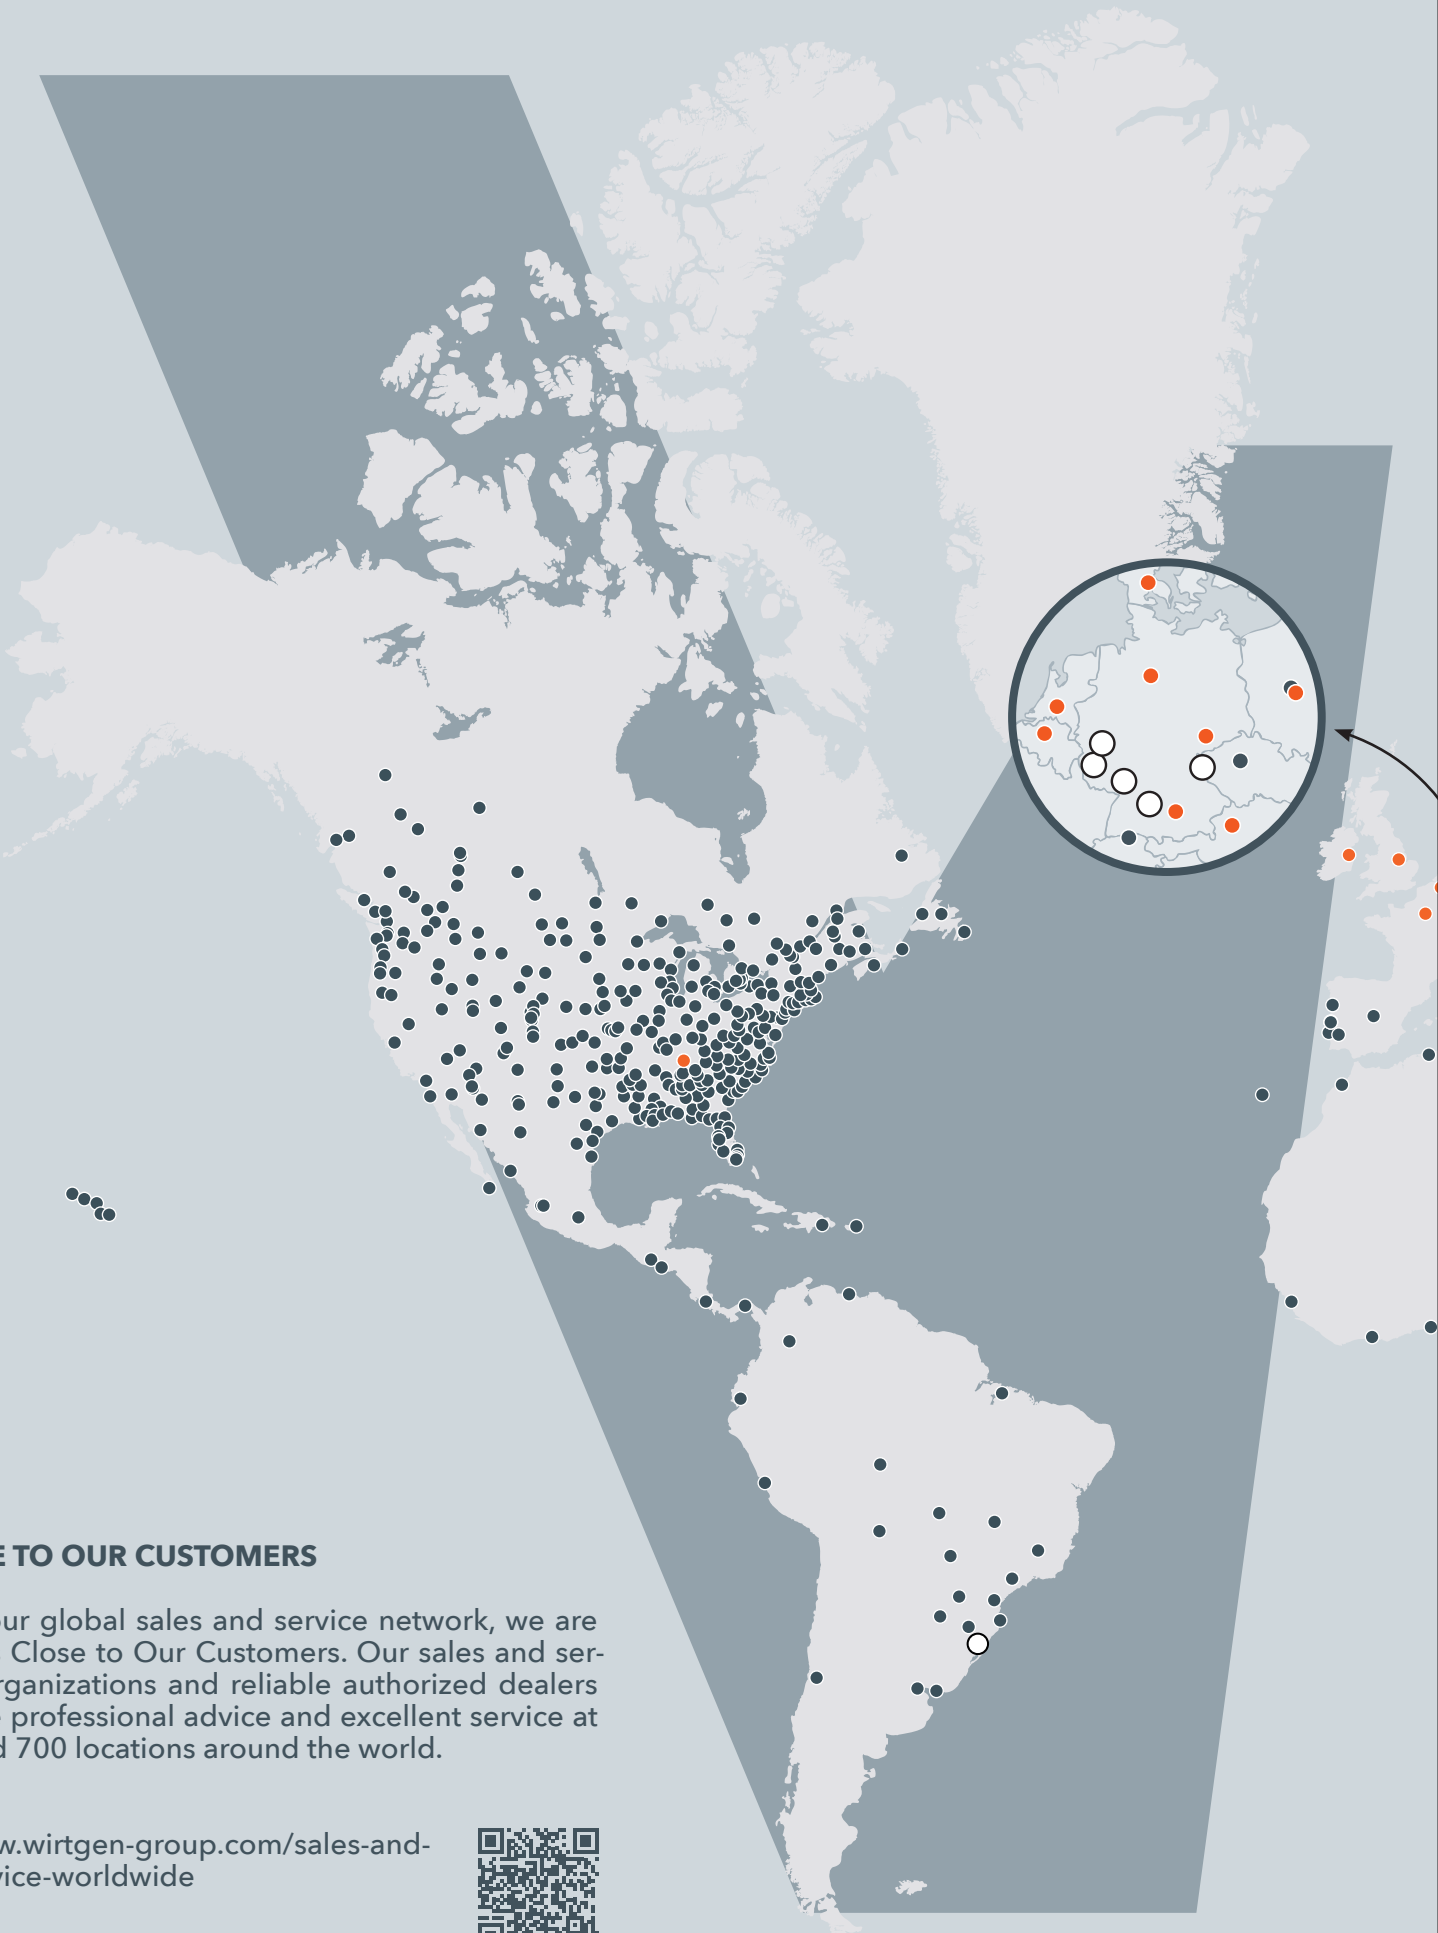 TO OUR CUSTOMERS
global sales and service network, we are
Close to Our Customers. Our sales and ser-
and reliable authorized dealers
professional advice and excellent service at
700 locations around the world.
.wirtgen-group.com/sales-and-
vice-worldwide